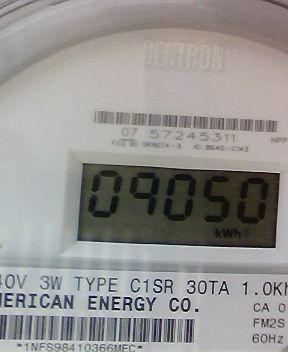 CENTRON®
07 57245311
09050
kWh
40V 3W TYPE C1SR 30TA 1.0Kh
MERICAN ENERGY CO.
CA 0
FM2S
60Hz
*1NFS98410366MEC*